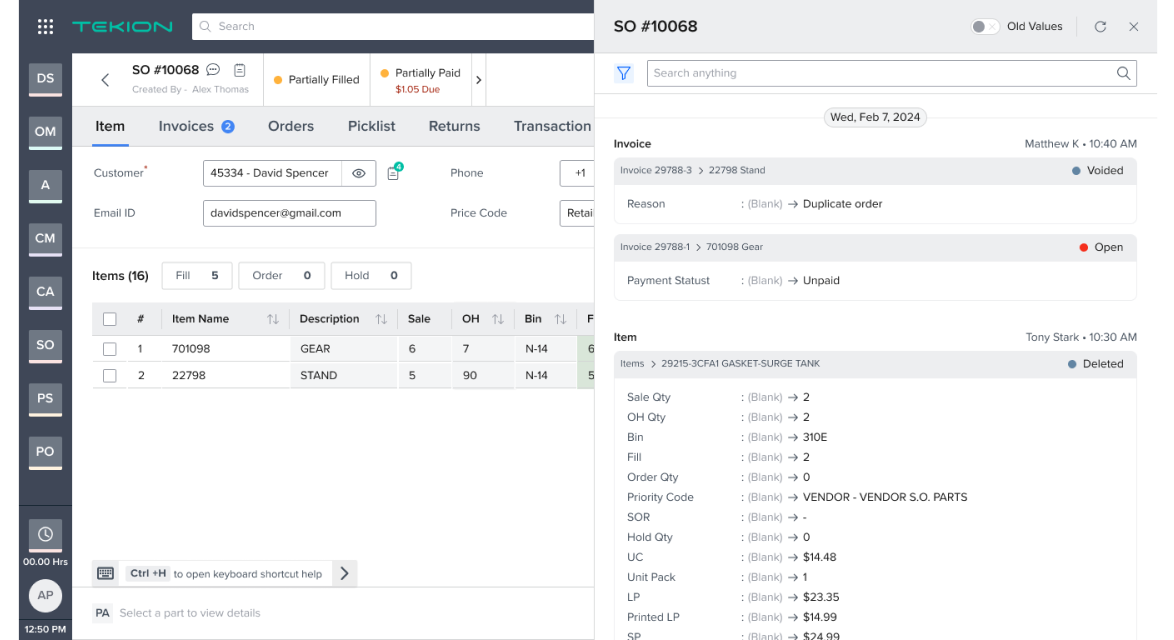 TEKION
Search
DS
OM
A
CM
CA
SO
PS
PO
00.00 Hrs
AP
12:50 PM
SO #10068
Created By - Alex Thomas
Partially Filled
Partially Paid
$1.05 Due
Item
Invoices 2
Orders
Picklist
Returns
Transaction
Customer*
45334 - David Spencer
4
Phone
+1
Email ID
davidspencer@gmail.com
Price Code
Retai
Items (16)
Fill 5
Order 0
Hold 0
# Item Name Description Sale OH Bin F
1 701098 GEAR 6 7 N-14 6
2 22798 STAND 5 90 N-14 5
Ctrl +H to open keyboard shortcut help
PA Select a part to view details
SO #10068
Old Values
Search anything
Wed, Feb 7, 2024
Invoice Matthew K • 10:40 AM
Invoice 29788-3 > 22798 Stand Voided
Reason : (Blank) → Duplicate order
Invoice 29788-1 > 701098 Gear Open
Payment Statust : (Blank) → Unpaid
Item Tony Stark • 10:30 AM
Items > 29215-3CFA1 GASKET-SURGE TANK Deleted
Sale Qty : (Blank) → 2
OH Qty : (Blank) → 2
Bin : (Blank) → 310E
Fill : (Blank) → 2
Order Qty : (Blank) → 0
Priority Code : (Blank) → VENDOR - VENDOR S.O. PARTS
SOR : (Blank) → -
Hold Qty : (Blank) → 0
UC : (Blank) → $14.48
Unit Pack : (Blank) → 1
LP : (Blank) → $23.35
Printed LP : (Blank) → $14.99
SP : (Blank) → $24.99